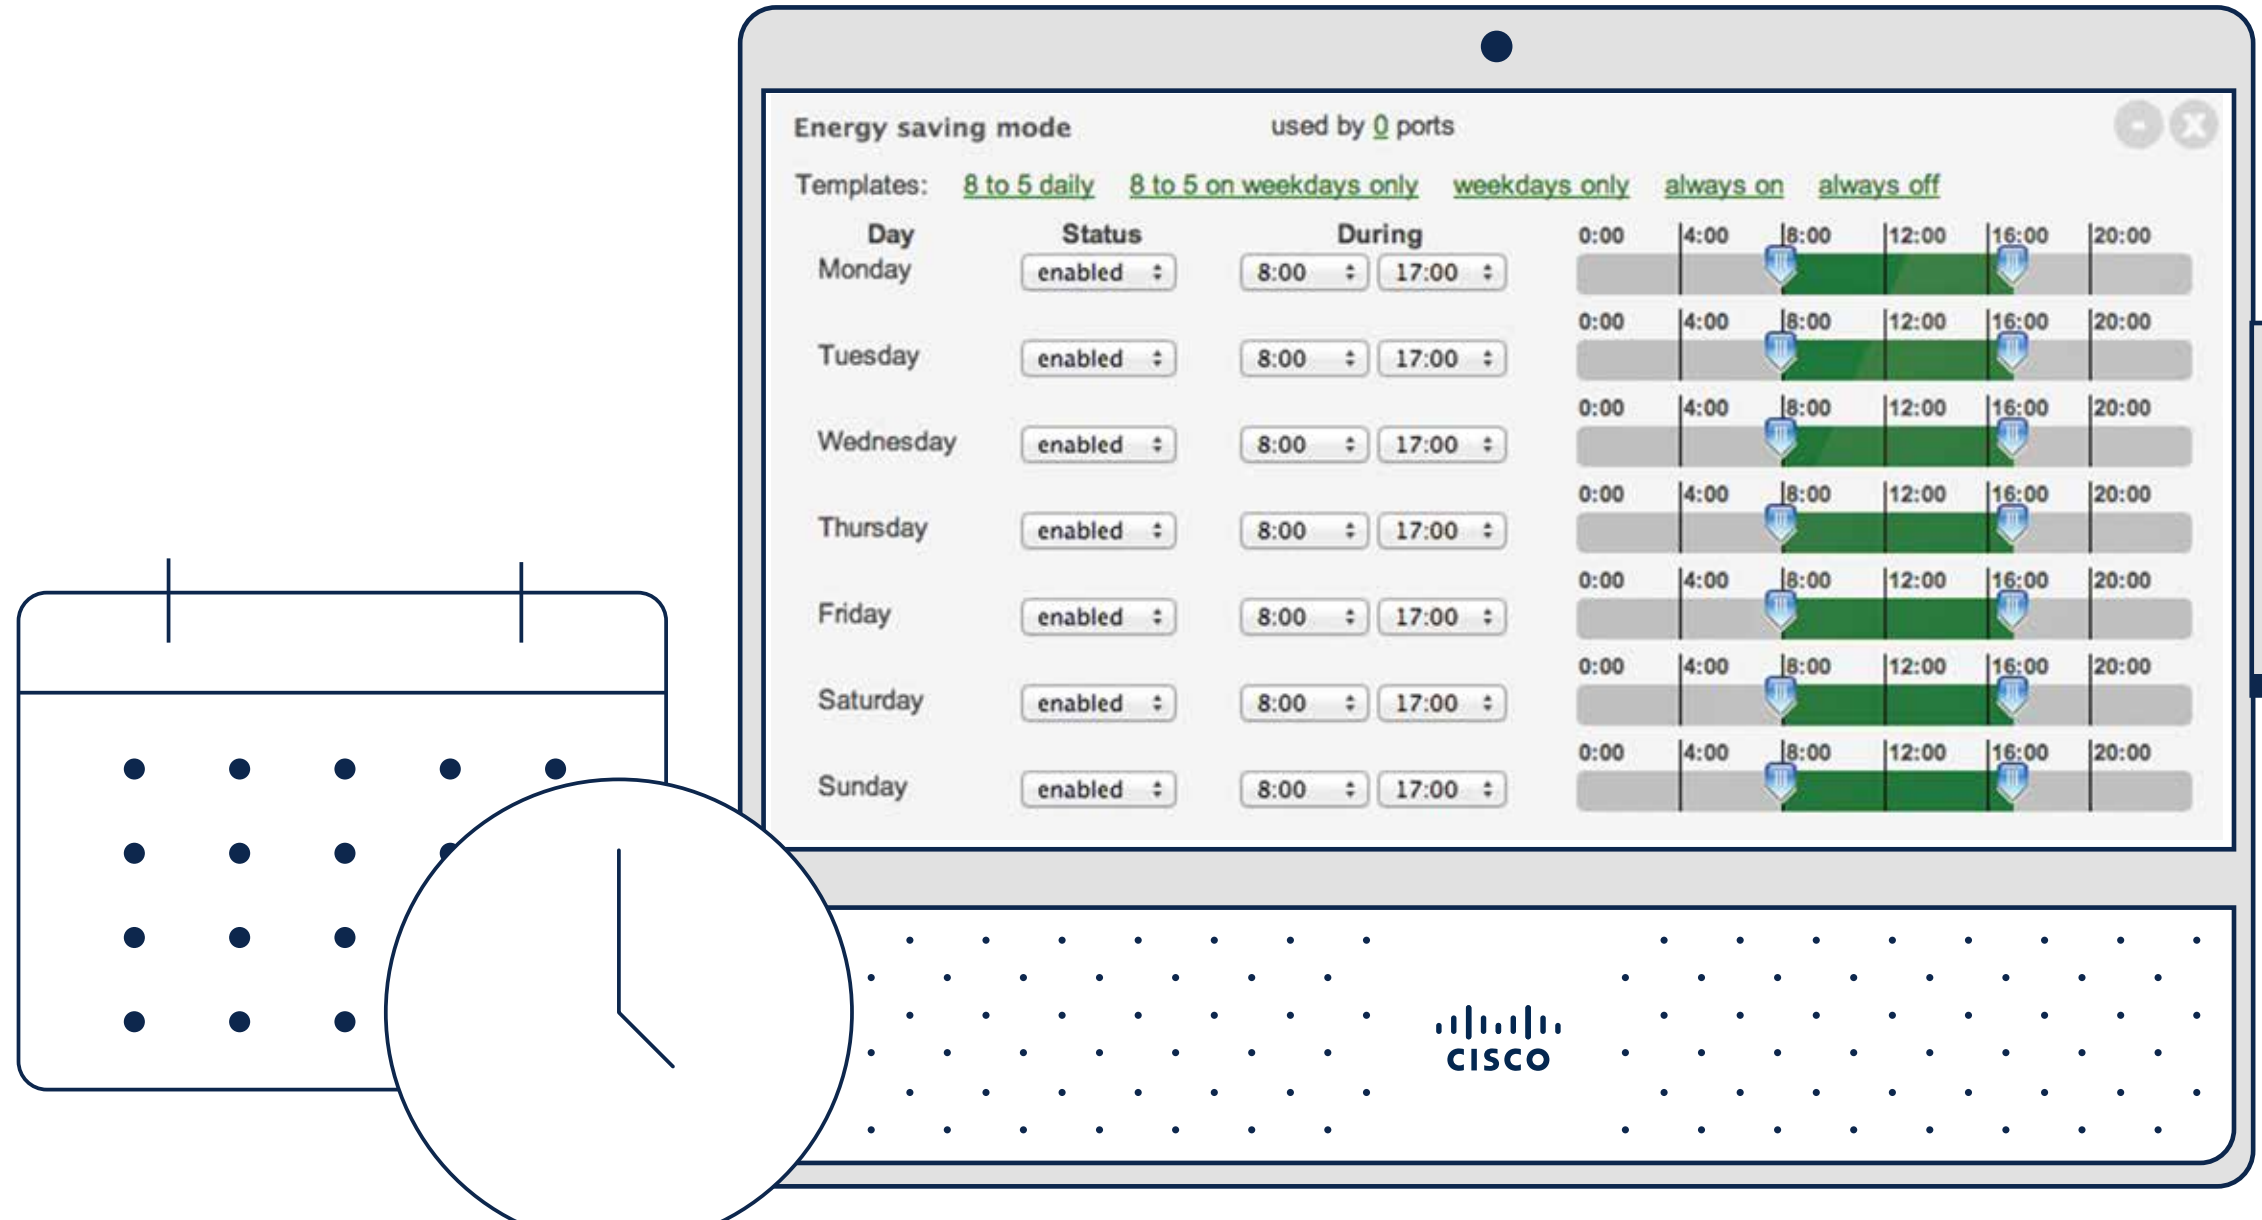 Energy saving mode used by 0 ports
Templates: 8 to 5 daily 8 to 5 on weekdays only weekdays only always on always off
Day Status During 0:00 4:00 8:00 12:00 16:00 20:00
Monday enabled 8:00 17:00
0:00 4:00 8:00 12:00 16:00 20:00
Tuesday enabled 8:00 17:00
0:00 4:00 8:00 12:00 16:00 20:00
Wednesday enabled 8:00 17:00
0:00 4:00 8:00 12:00 16:00 20:00
Thursday enabled 8:00 17:00
0:00 4:00 8:00 12:00 16:00 20:00
Friday enabled 8:00 17:00
0:00 4:00 8:00 12:00 16:00 20:00
Saturday enabled 8:00 17:00
0:00 4:00 8:00 12:00 16:00 20:00
Sunday enabled 8:00 17:00
CISCO